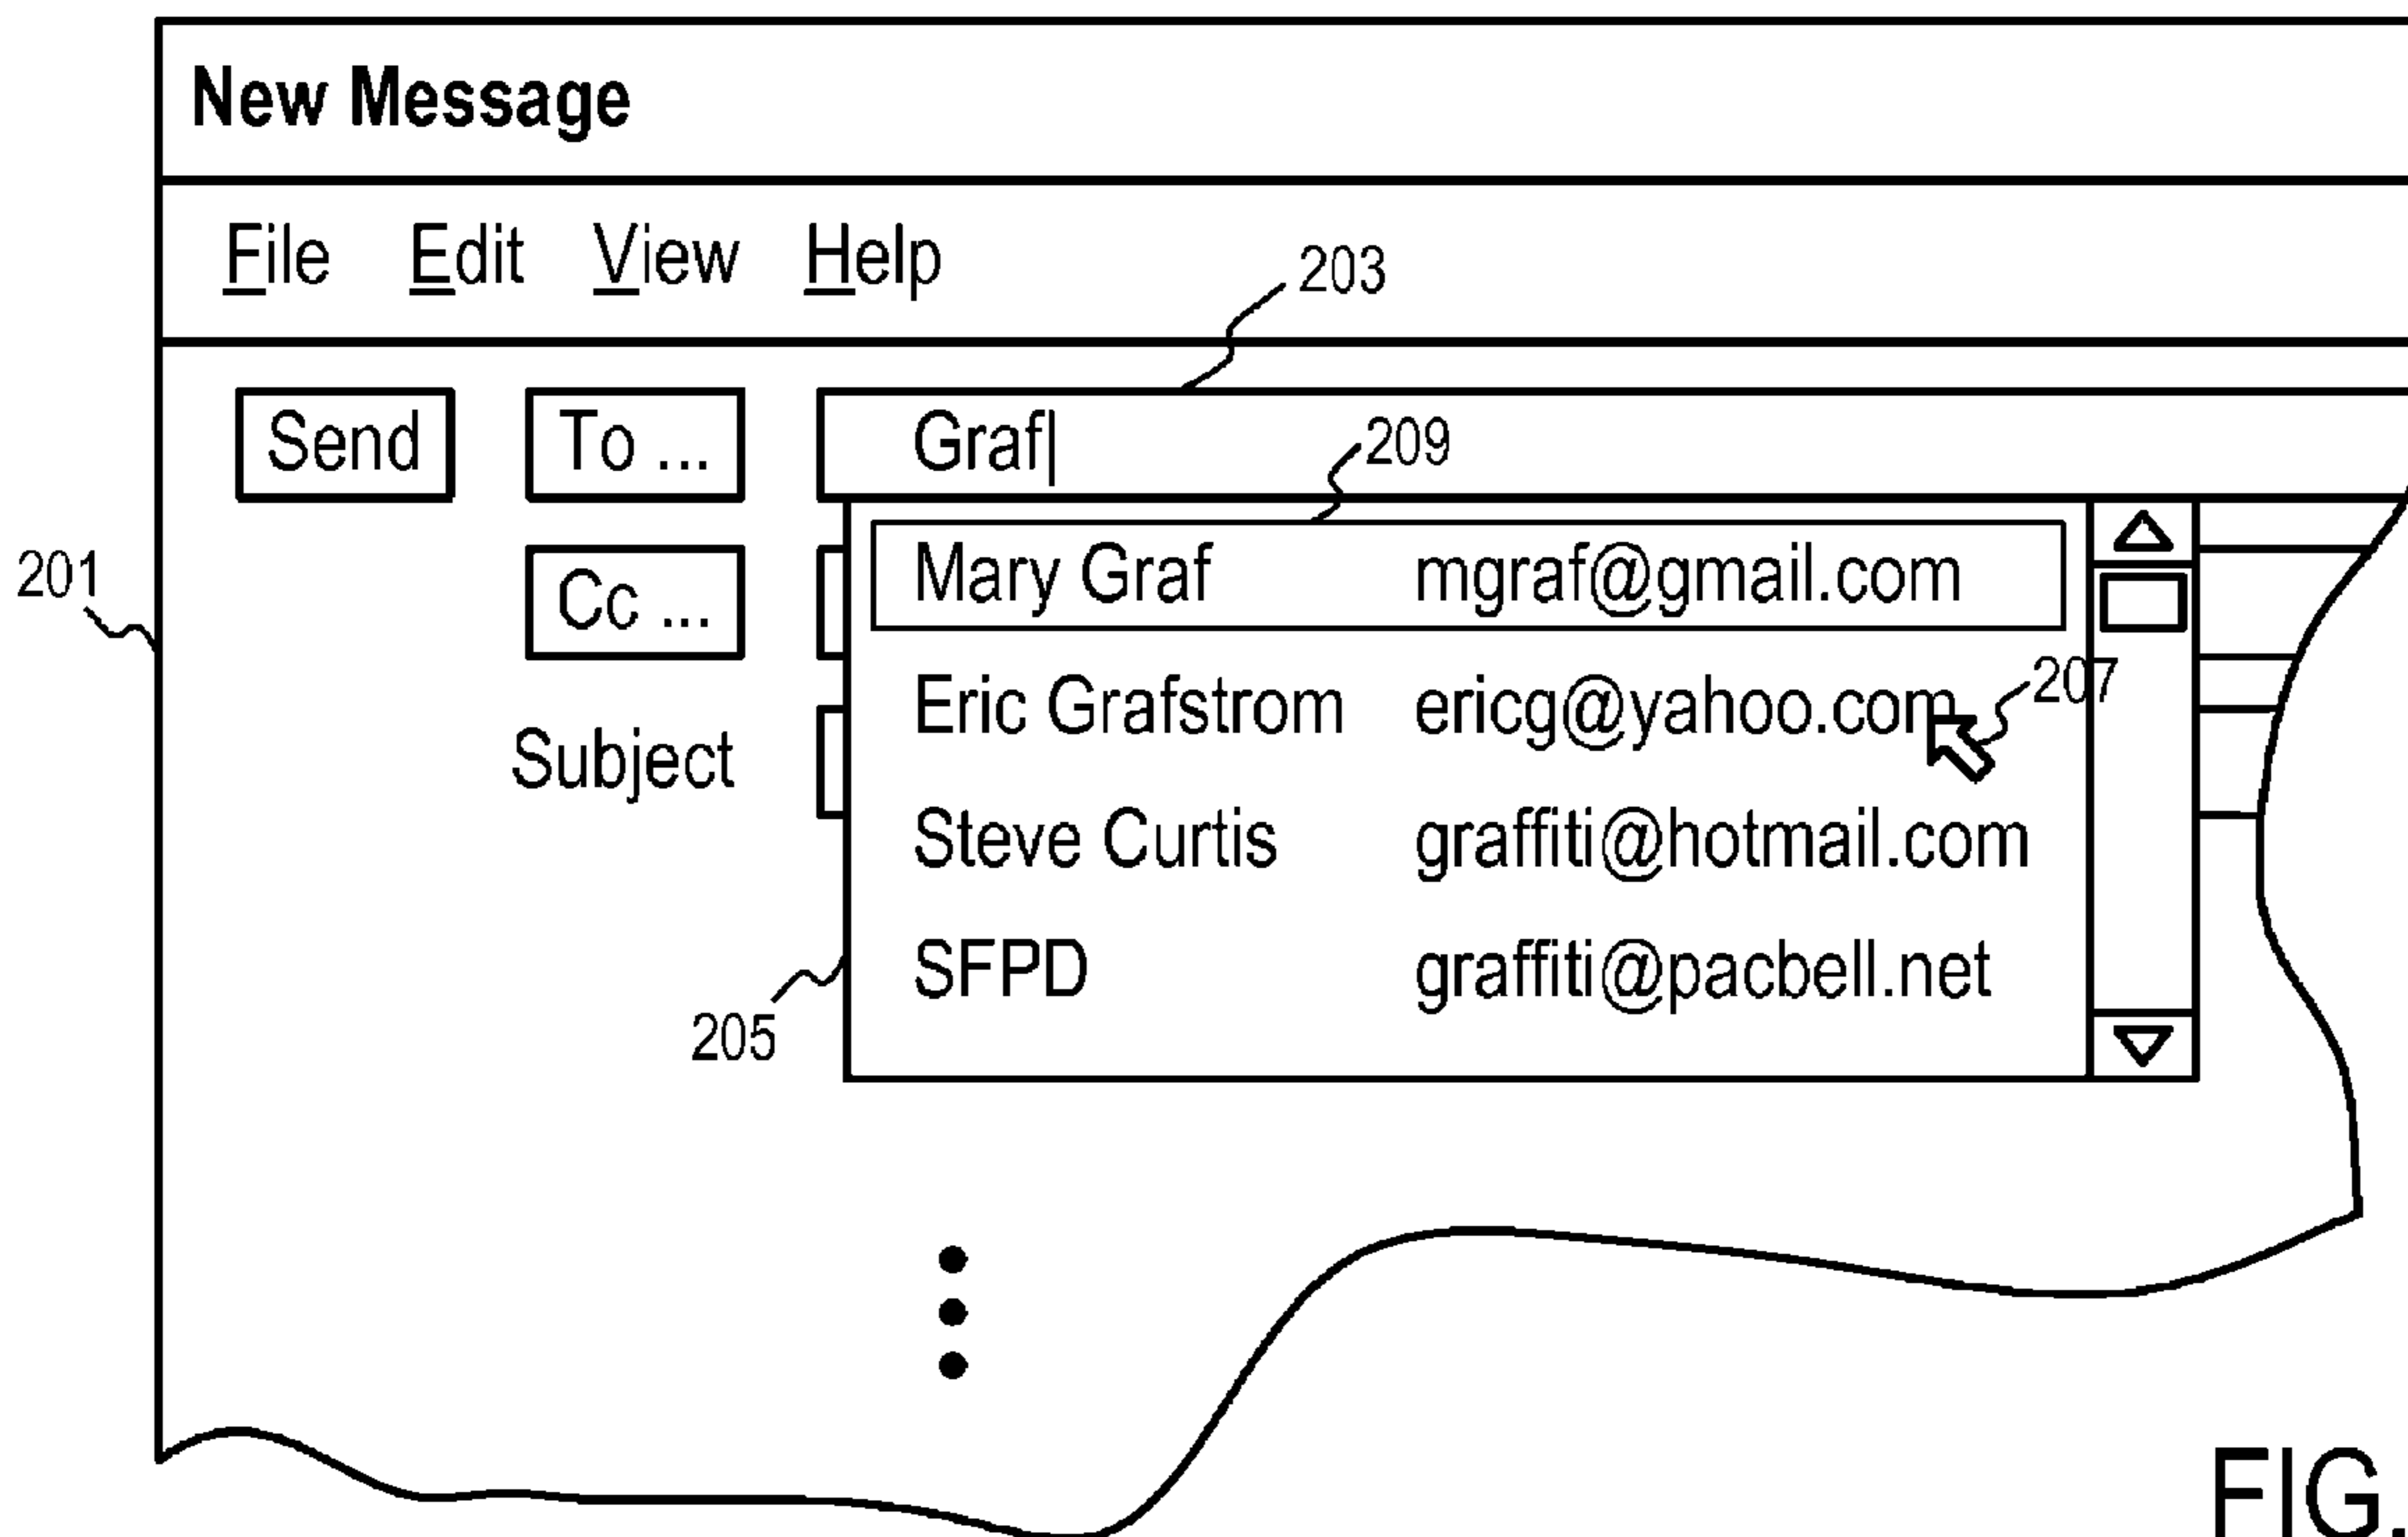 New Message
File Edit View Help
203
Send To ... Graf
209
201
Cc ...
Mary Graf mgraf@gmail.com
Eric Grafstrom ericg@yahoo.com
207
Subject
Steve Curtis graffiti@hotmail.com
SFPD graffiti@pacbell.net
205
FIG.